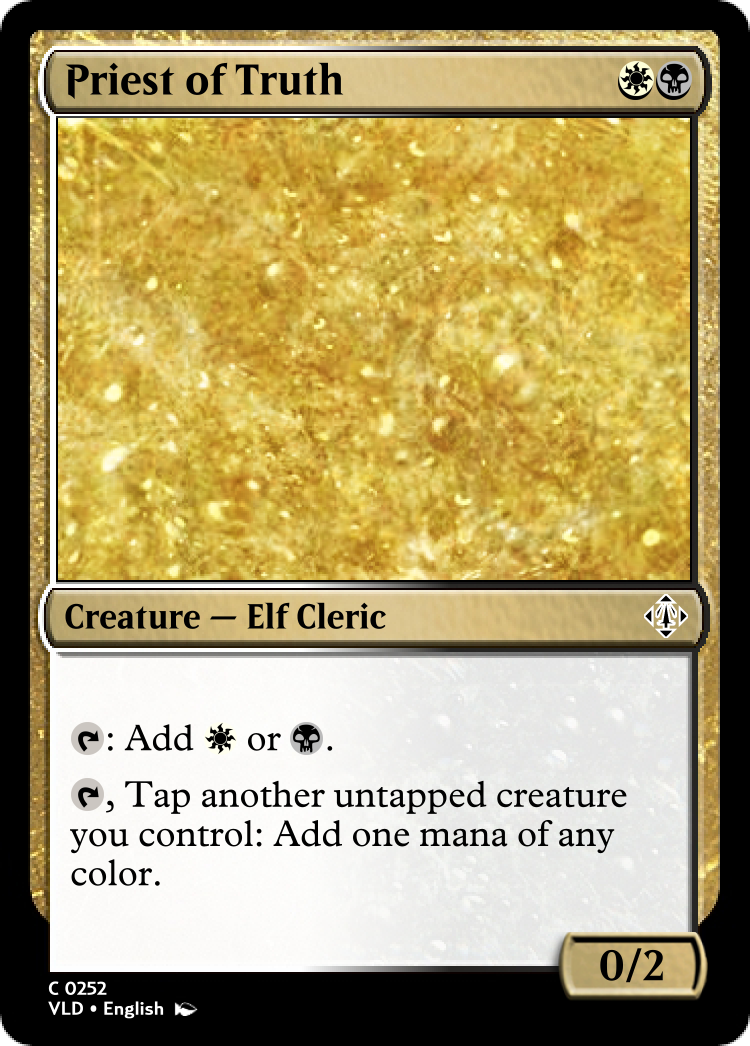 Priest of Truth
Creature — Elf Cleric
: Add or .
, Tap another untapped creature
you control: Add one mana of any
color.
0/2
C 0252
VLD • English